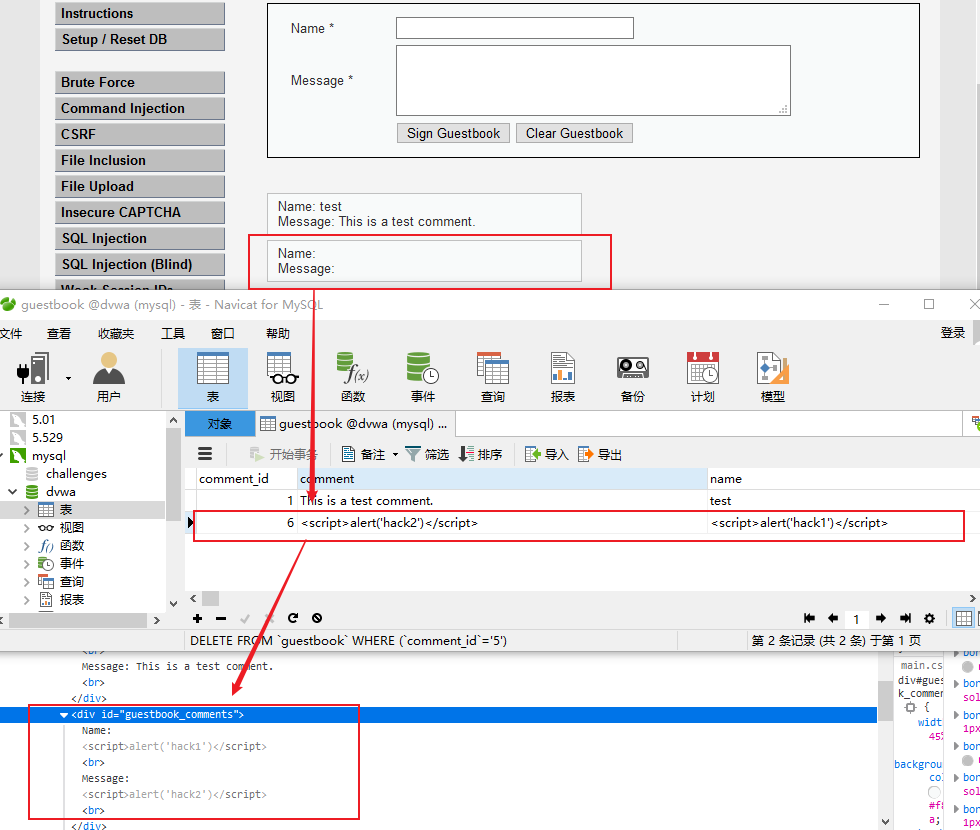 Instructions
Setup / Reset DB
Brute Force
Command Injection
CSRF
File Inclusion
File Upload
Insecure CAPTCHA
SQL Injection
SQL Injection (Blind)
Weak Session IDs
Name *
Message *
Sign Guestbook Clear Guestbook
Name: test
Message: This is a test comment.
Name:
Message:
guestbook @dvwa (mysql) - 表 - Navicat for MySQL
文件 查看 收藏夹 工具 窗口 帮助 登录
连接 用户 表 视图 函数 事件 查询 报表 备份 计划 模型
5.01
5.529
mysql
challenges
dvwa
表
视图
函数
事件
查询
报表
对象 guestbook @dvwa (mysql) ...
开始事务 备注 筛选 排序 导入 导出
comment_id comment name
1 This is a test comment. test
6 <script>alert('hack2')</script> <script>alert('hack1')</script>
1
DELETE FROM `guestbook` WHERE (`comment_id`='5') 第 2 条记录 (共 2 条) 于第 1 页
<br>
Message: This is a test comment.
<br>
</div>
<div id="guestbook_comments">
Name:
<script>alert('hack1')</script>
<br>
Message:
<script>alert('hack2')</script>
<br>
</div>
main.cs
div#gues
k_commen
{
widt
45%
backgrou
co
#f8
a;
bor
sol
bor
1px
bor
bor
sol
bor
1px